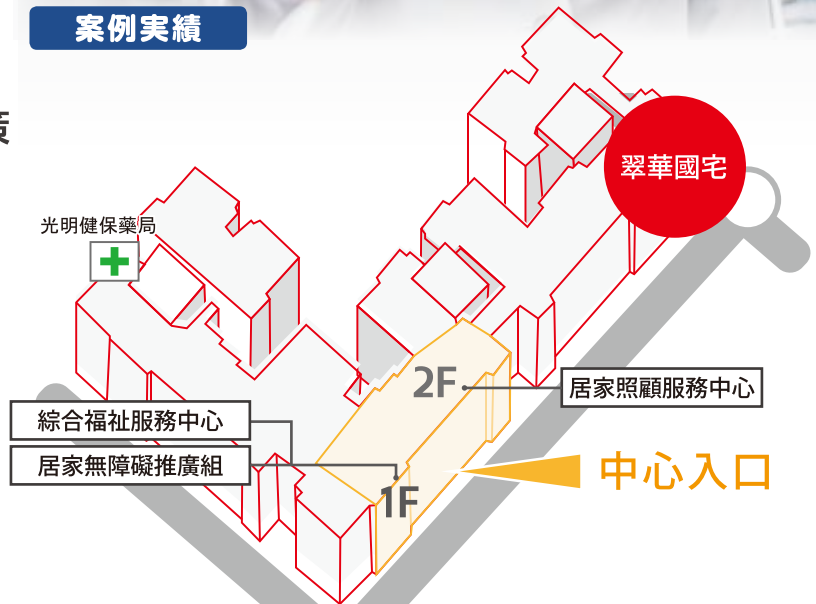 案例実績
策
翠華國宅
光明健保藥局
2F
居家照顧服務中心
綜合福祉服務中心
居家無障礙推廣組
中心入口
1F